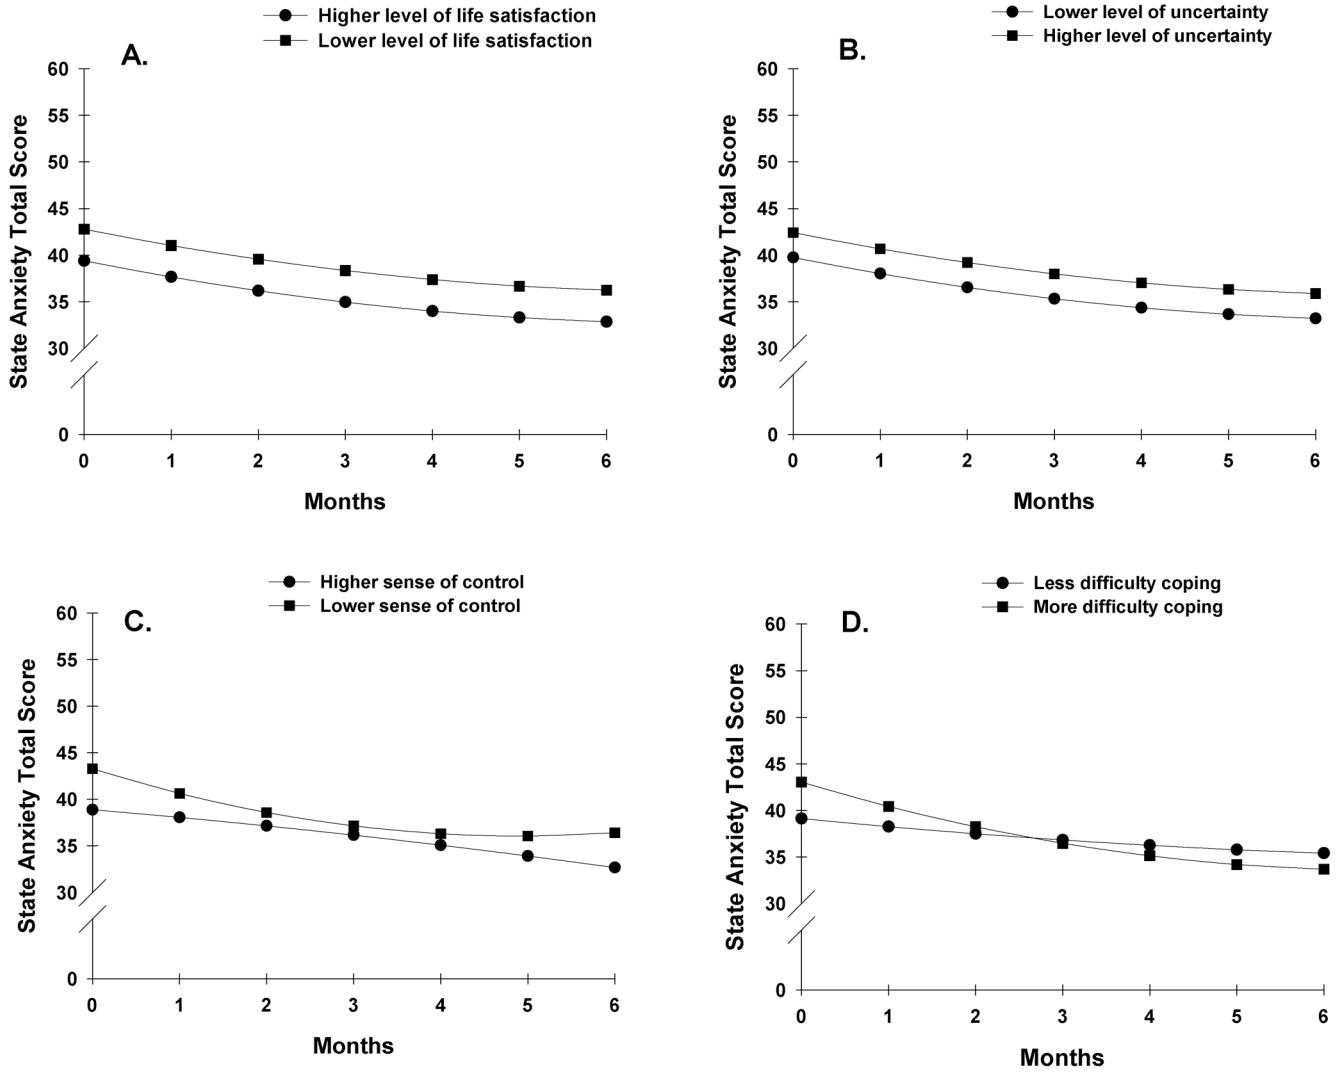 Higher level of life satisfaction
Lower level of life satisfaction
A.
State Anxiety Total Score
60
55
50
45
40
35
30
0
0 1 2 3 4 5 6
Months
Lower level of uncertainty
Higher level of uncertainty
B.
State Anxiety Total Score
60
55
50
45
40
35
30
0
0 1 2 3 4 5 6
Months
Higher sense of control
Lower sense of control
C.
State Anxiety Total Score
60
55
50
45
40
35
30
0
0 1 2 3 4 5 6
Months
Less difficulty coping
More difficulty coping
D.
State Anxiety Total Score
60
55
50
45
40
35
30
0
0 1 2 3 4 5 6
Months